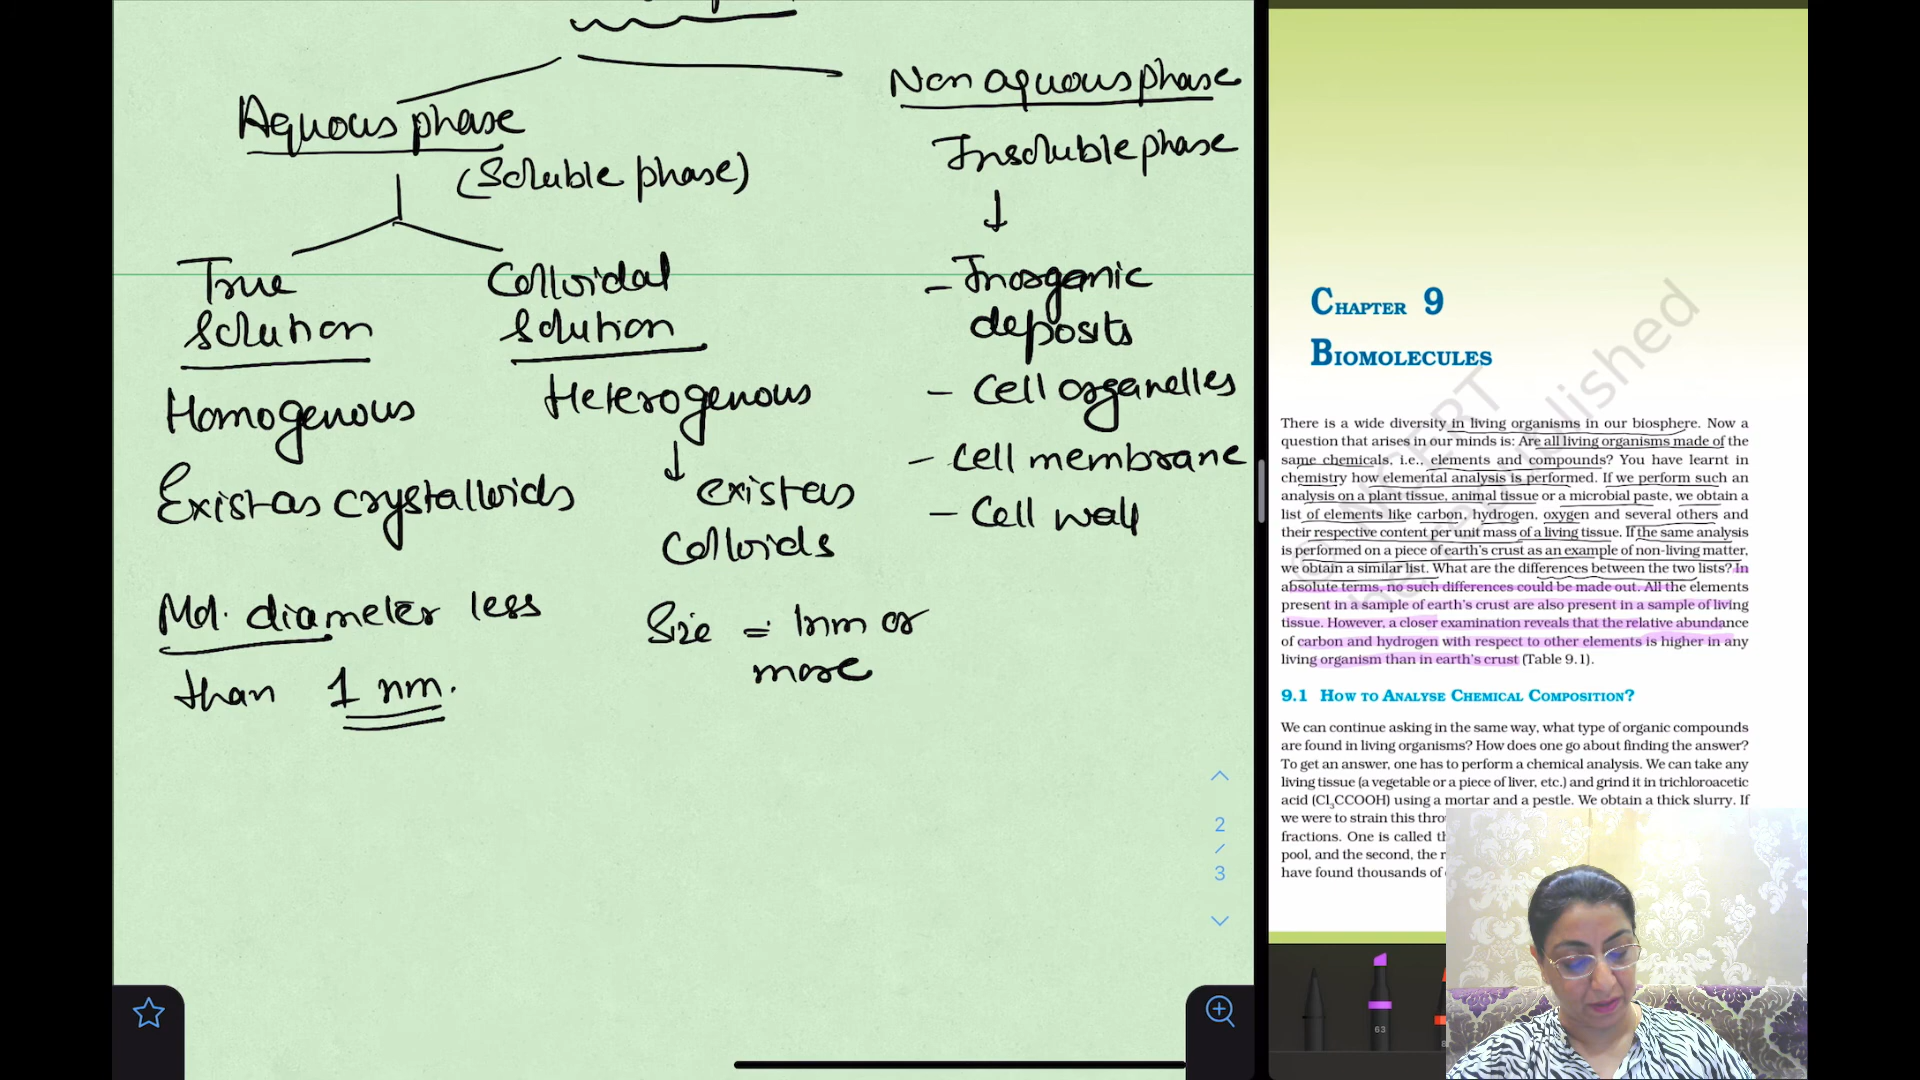 Aquous phase
(Soluble phase)
True
solution
Homogenous
Exist as crystalloids
Mol. diameter less
than 1 nm.
Colloidal
solution
Heterogenous
exist as
colloids
Size = 1nm or
more
Non aquous phase
Insoluble phase
- Inorganic
deposits
- Cell organelles
- Cell membrane
- Cell wall
2
/
3
CHAPTER 9
BIOMOLECULES
There is a wide diversity in living organisms in our biosphere. Now a
question that arises in our minds is: Are all living organisms made of the
same chemicals, i.e., elements and compounds? You have learnt in
chemistry how elemental analysis is performed. If we perform such an
analysis on a plant tissue, animal tissue or a microbial paste, we obtain a
list of elements like carbon, hydrogen, oxygen and several others and
their respective content per unit mass of a living tissue. If the same analysis
is performed on a piece of earth's crust as an example of non-living matter,
we obtain a similar list. What are the differences between the two lists? In
absolute terms, no such differences could be made out. All the elements
present in a sample of earth's crust are also present in a sample of living
tissue. However, a closer examination reveals that the relative abundance
of carbon and hydrogen with respect to other elements is higher in any
living organism than in earth's crust (Table 9.1).
9.1 HOW TO ANALYSE CHEMICAL COMPOSITION?
We can continue asking in the same way, what type of organic compounds
are found in living organisms? How does one go about finding the answer?
To get an answer, one has to perform a chemical analysis. We can take any
living tissue (a vegetable or a piece of liver, etc.) and grind it in trichloroacetic
acid (Cl₃CCOOH) using a mortar and a pestle. We obtain a thick slurry. If
we were to strain this
fractions. One is called
pool, and the second, the
have found thousands of
63